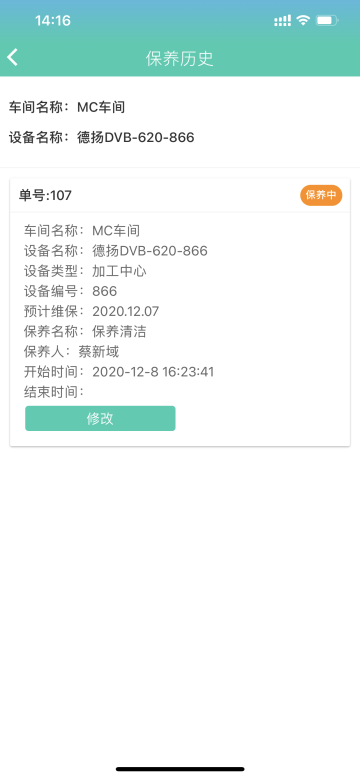 14:16
保养历史
车间名称：MC车间
设备名称：德扬DVB-620-866
单号:107
保养中
车间名称：MC车间
设备名称：德扬DVB-620-866
设备类型：加工中心
设备编号：866
预计维保：2020.12.07
保养名称：保养清洁
保养人：蔡新域
开始时间：2020-12-8 16:23:41
结束时间：
修改